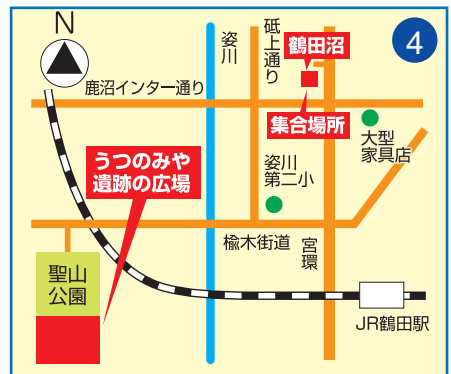 N
4
姿川
砥上通り
鶴田沼
鹿沼インター通り
集合場所
大型
家具店
うつのみや
遺跡の広場
姿川
第二小
楡木街道
宮環
聖山
公園
JR鶴田駅